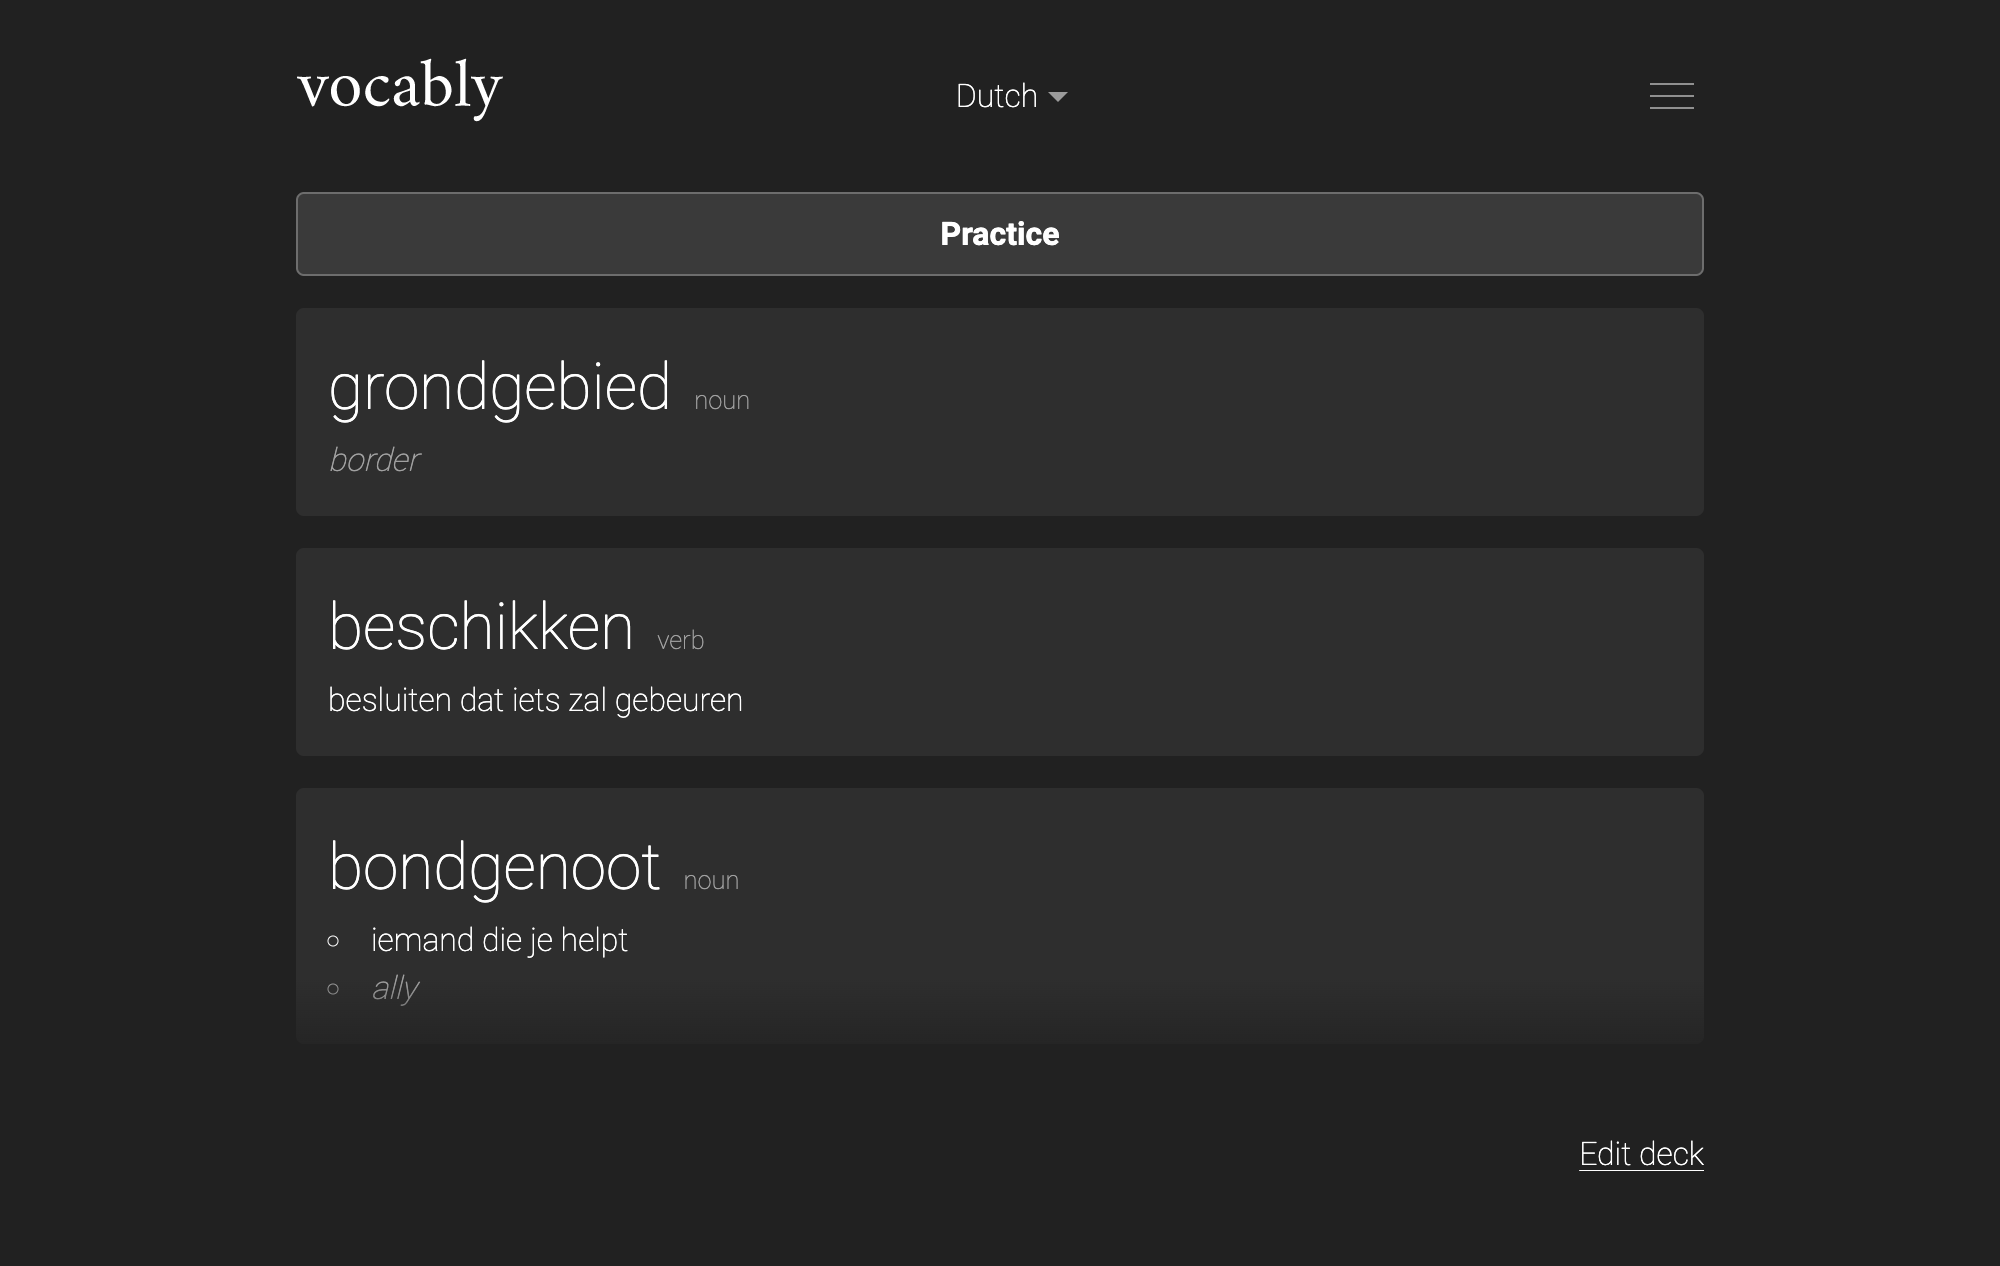 vocably
Dutch
Practice
grondgebied noun
border
beschikken verb
besluiten dat iets zal gebeuren
bondgenoot noun
iemand die je helpt
ally
Edit deck